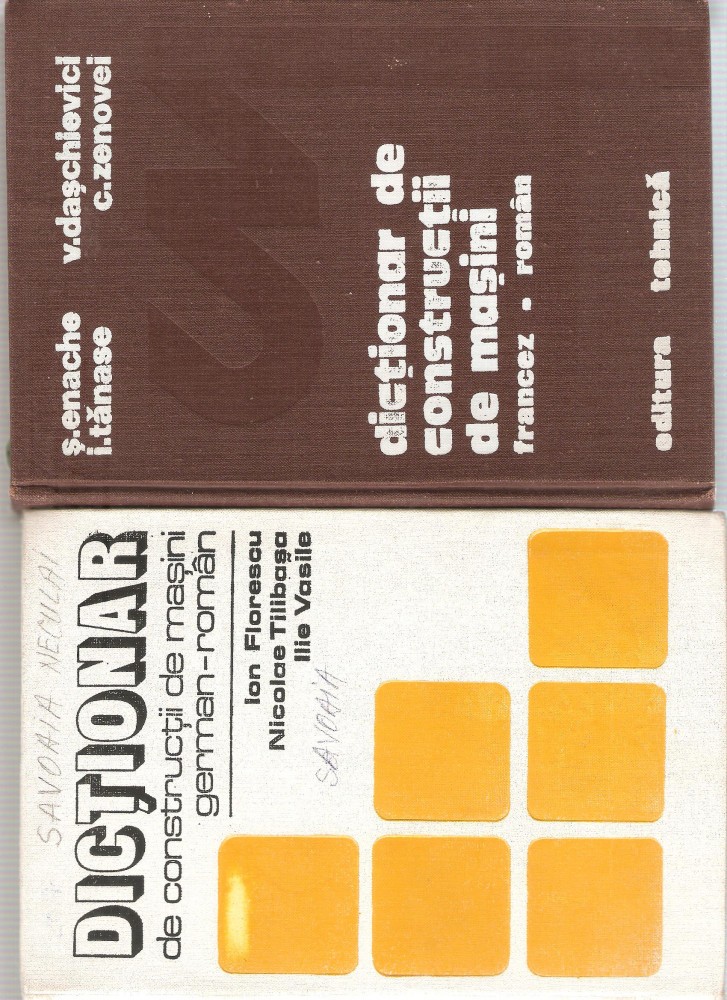 ș.enache v.dașchievici
i.tănase c.zenovei
dicționar de
construcții
de mașini
francez - român
editura tehnică
SAVOAIA NECULAI
DICȚIONAR
de construcții de mașini
german-român
Ion Florescu
Nicolae Tilibașa
Ilie Vasile
SAVOAIA